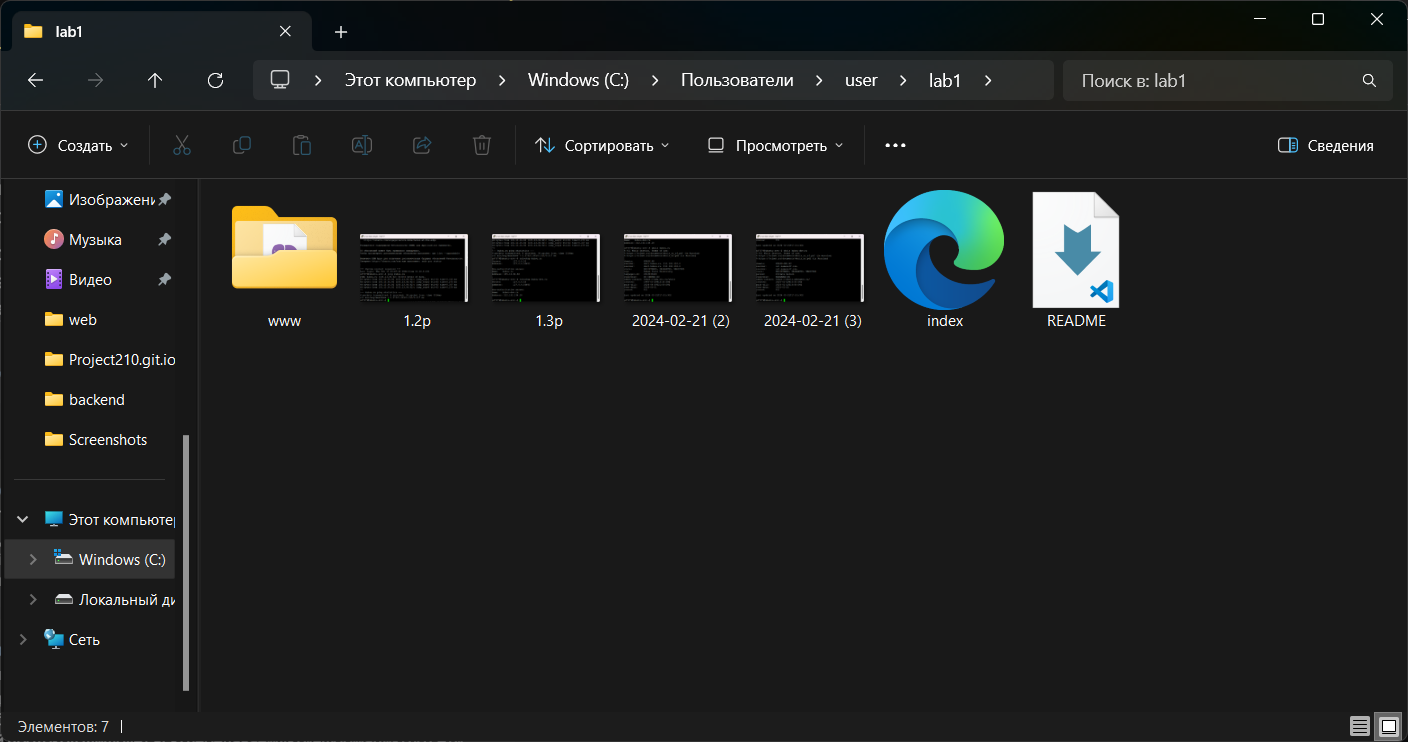 lab1
Этот компьютер
Windows (C:)
Пользователи
user
lab1
Поиск в: lab1
Создать
Сортировать
Просмотреть
Сведения
Изображени
Музыка
Видео
web
Project210.git.io
backend
Screenshots
Этот компьютер
Windows (C:)
Локальный ди
Сеть
www
1.2p
1.3p
2024-02-21 (2)
2024-02-21 (3)
index
README
Элементов: 7